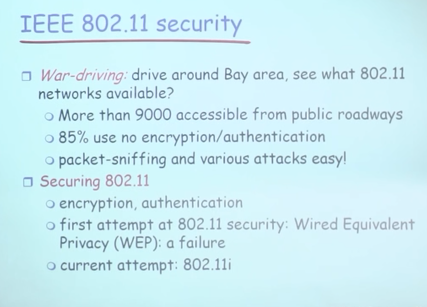 IEEE 802.11 security
War-driving: drive around Bay area, see what 802.11
networks available?
More than 9000 accessible from public roadways
85% use no encryption/authentication
packet-sniffing and various attacks easy!
Securing 802.11
encryption, authentication
first attempt at 802.11 security: Wired Equivalent
Privacy (WEP): a failure
current attempt: 802.11i